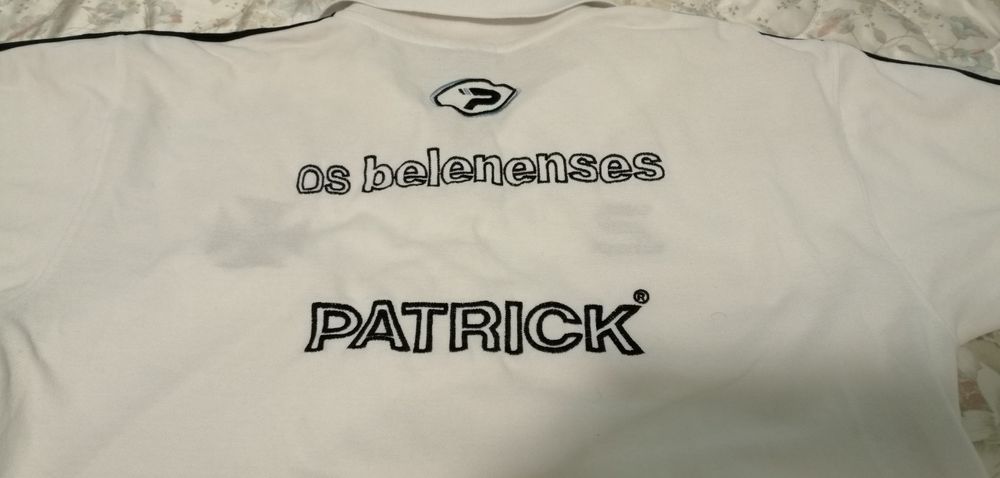 P
os belenenses
PATRICK®